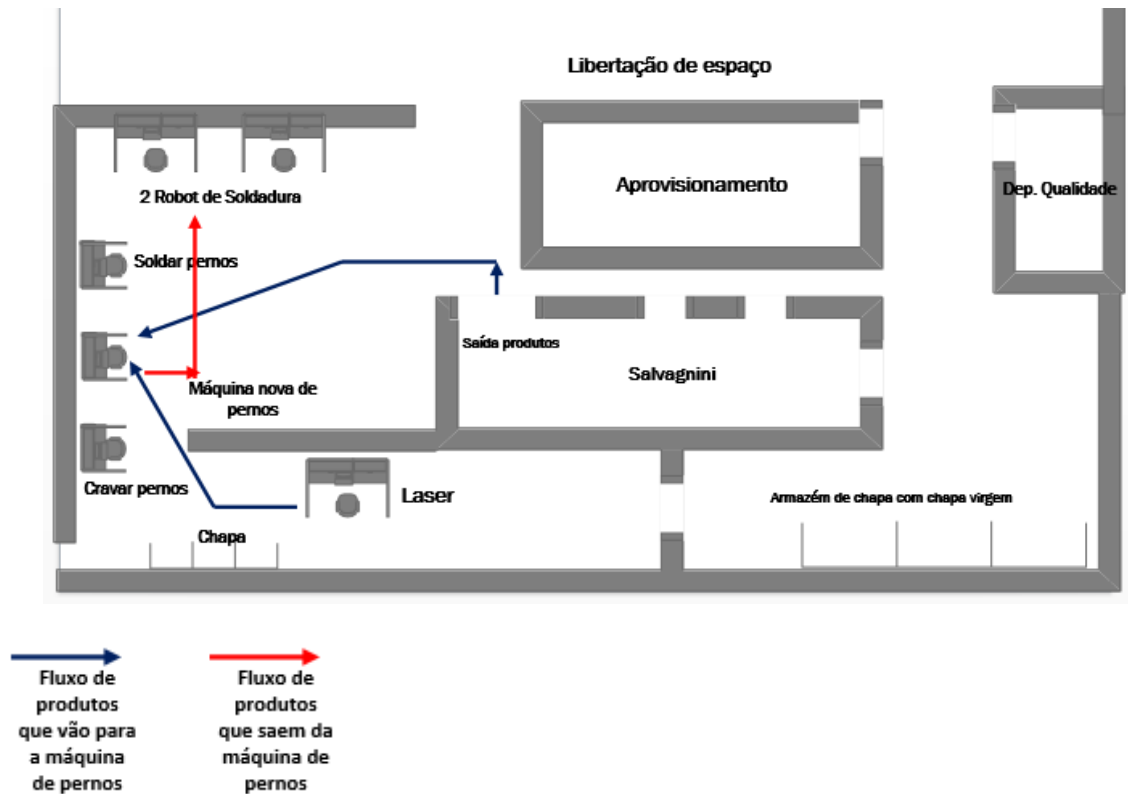 Libertação de espaço
Aprovisionamento
Dep. Qualidade
2 Robot de Soldadura
Soldar pernos
Saída produtos
Salvagnini
Máquina nova de
pernos
Cravar pernos
Laser
Armazém de chapa com chapa virgem
Chapa
Fluxo de
produtos
que vão para
a máquina
de pernos
Fluxo de
produtos
que saem da
máquina de
pernos